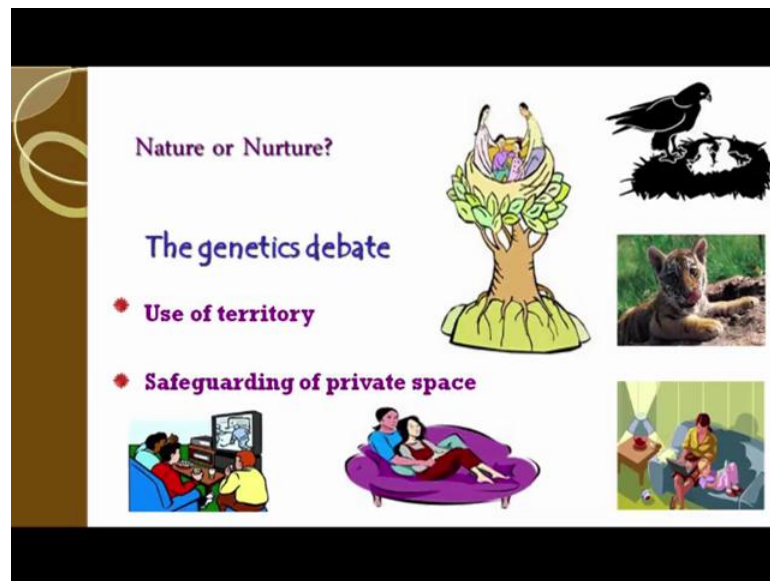 Nature or Nurture?
The genetics debate
Use of territory
Safeguarding of private space